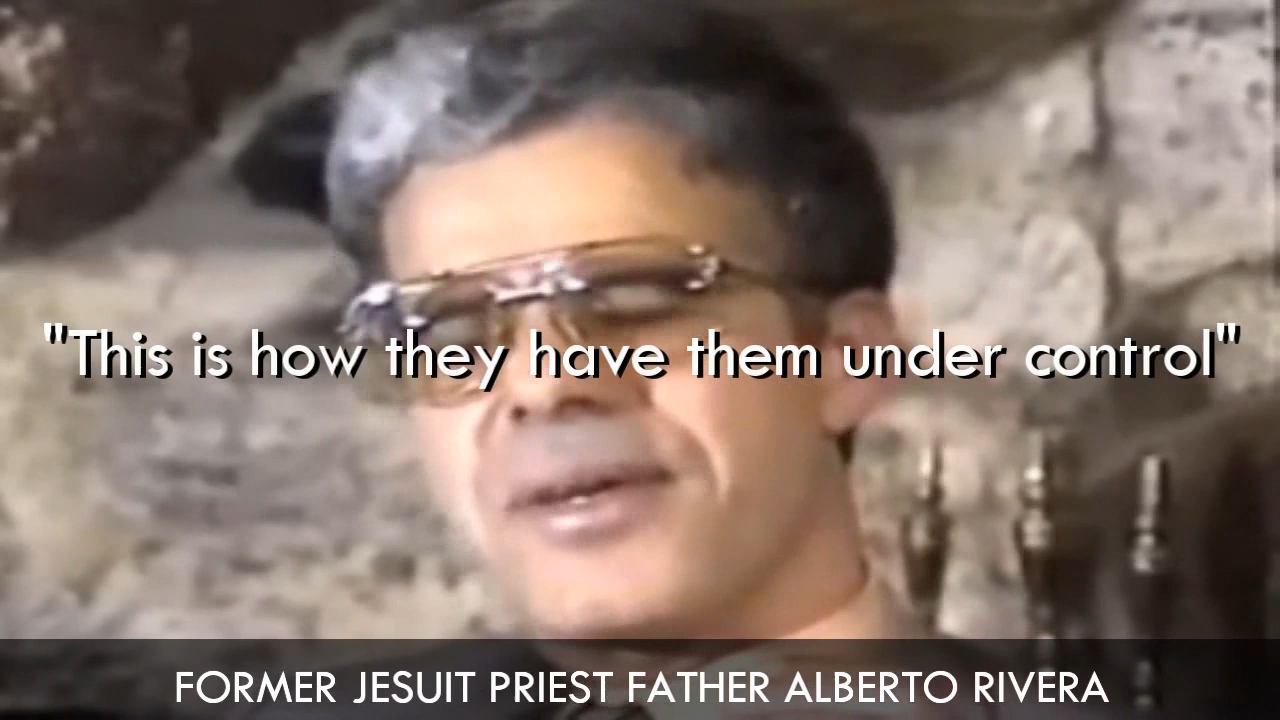 "This is how they have them under control"
FORMER JESUIT PRIEST FATHER ALBERTO RIVERA